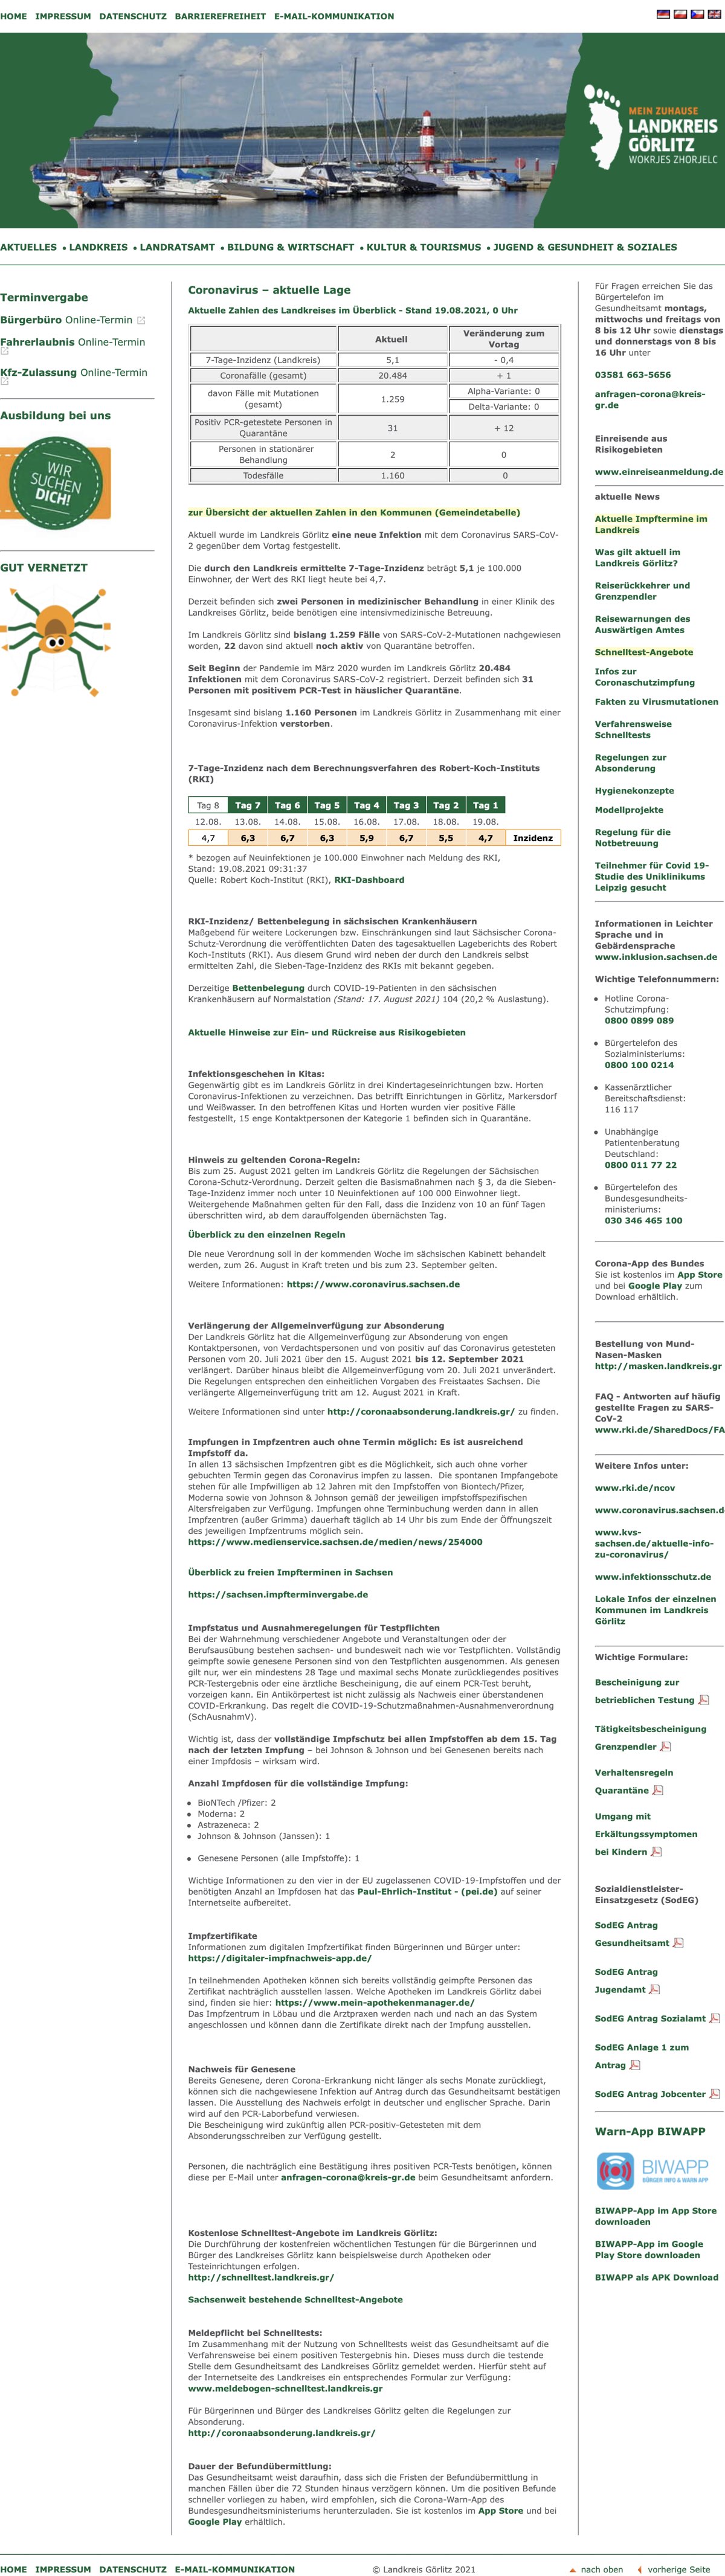 HOME IMPRESSUM DATENSCHUTZ BARRIEREFREIHEIT E-MAIL-KOMMUNIKATION
MEIN ZUHAUSE
LANDKREIS
GÖRLITZ
WOKRJES ZHORJELC
AKTUELLES • LANDKREIS • LANDRATSAMT • BILDUNG & WIRTSCHAFT • KULTUR & TOURISMUS • JUGEND & GESUNDHEIT & SOZIALES
Terminvergabe
Bürgerbüro Online-Termin
Fahrerlaubnis Online-Termin
Kfz-Zulassung Online-Termin
Ausbildung bei uns
WIR
SUCHEN
DICH!
GUT VERNETZT
Coronavirus – aktuelle Lage
Aktuelle Zahlen des Landkreises im Überblick - Stand 19.08.2021, 0 Uhr
Aktuell
Veränderung zum
Vortag
7-Tage-Inzidenz (Landkreis) 5,1 - 0,4
Coronafälle (gesamt) 20.484 + 1
davon Fälle mit Mutationen
(gesamt)
1.259
Alpha-Variante: 0
Delta-Variante: 0
Positiv PCR-getestete Personen in
Quarantäne
31 + 12
Personen in stationärer
Behandlung
2 0
Todesfälle 1.160 0
zur Übersicht der aktuellen Zahlen in den Kommunen (Gemeindetabelle)
Aktuell wurde im Landkreis Görlitz eine neue Infektion mit dem Coronavirus SARS-CoV-
2 gegenüber dem Vortag festgestellt.
Die durch den Landkreis ermittelte 7-Tage-Inzidenz beträgt 5,1 je 100.000
Einwohner, der Wert des RKI liegt heute bei 4,7.
Derzeit befinden sich zwei Personen in medizinischer Behandlung in einer Klinik des
Landkreises Görlitz, beide benötigen eine intensivmedizinische Betreuung.
Im Landkreis Görlitz sind bislang 1.259 Fälle von SARS-CoV-2-Mutationen nachgewiesen
worden, 22 davon sind aktuell noch aktiv von Quarantäne betroffen.
Seit Beginn der Pandemie im März 2020 wurden im Landkreis Görlitz 20.484
Infektionen mit dem Coronavirus SARS-CoV-2 registriert. Derzeit befinden sich 31
Personen mit positivem PCR-Test in häuslicher Quarantäne.
Insgesamt sind bislang 1.160 Personen im Landkreis Görlitz in Zusammenhang mit einer
Coronavirus-Infektion verstorben.
7-Tage-Inzidenz nach dem Berechnungsverfahren des Robert-Koch-Instituts
(RKI)
Tag 8 Tag 7 Tag 6 Tag 5 Tag 4 Tag 3 Tag 2 Tag 1
12.08. 13.08. 14.08. 15.08. 16.08. 17.08. 18.08. 19.08.
4,7 6,3 6,7 6,3 5,9 6,7 5,5 4,7 Inzidenz
* bezogen auf Neuinfektionen je 100.000 Einwohner nach Meldung des RKI,
Stand: 19.08.2021 09:31:37
Quelle: Robert Koch-Institut (RKI), RKI-Dashboard
RKI-Inzidenz/ Bettenbelegung in sächsischen Krankenhäusern
Maßgebend für weitere Lockerungen bzw. Einschränkungen sind laut Sächsischer Corona-
Schutz-Verordnung die veröffentlichten Daten des tagesaktuellen Lageberichts des Robert
Koch-Instituts (RKI). Aus diesem Grund wird neben der durch den Landkreis selbst
ermittelten Zahl, die Sieben-Tage-Inzidenz des RKIs mit bekannt gegeben.
Derzeitige Bettenbelegung durch COVID-19-Patienten in den sächsischen
Krankenhäusern auf Normalstation (Stand: 17. August 2021) 104 (20,2 % Auslastung).
Aktuelle Hinweise zur Ein- und Rückreise aus Risikogebieten
Infektionsgeschehen in Kitas:
Gegenwärtig gibt es im Landkreis Görlitz in drei Kindertageseinrichtungen bzw. Horten
Coronavirus-Infektionen zu verzeichnen. Das betrifft Einrichtungen in Görlitz, Markersdorf
und Weißwasser. In den betroffenen Kitas und Horten wurden vier positive Fälle
festgestellt, 15 enge Kontaktpersonen der Kategorie 1 befinden sich in Quarantäne.
Hinweis zu geltenden Corona-Regeln:
Bis zum 25. August 2021 gelten im Landkreis Görlitz die Regelungen der Sächsischen
Corona-Schutz-Verordnung. Derzeit gelten die Basismaßnahmen nach § 3, da die Sieben-
Tage-Inzidenz immer noch unter 10 Neuinfektionen auf 100 000 Einwohner liegt.
Weitergehende Maßnahmen gelten für den Fall, dass die Inzidenz von 10 an fünf Tagen
überschritten wird, ab dem darauffolgenden übernächsten Tag.
Überblick zu den einzelnen Regeln
Die neue Verordnung soll in der kommenden Woche im sächsischen Kabinett behandelt
werden, zum 26. August in Kraft treten und bis zum 23. September gelten.
Weitere Informationen: https://www.coronavirus.sachsen.de
Verlängerung der Allgemeinverfügung zur Absonderung
Der Landkreis Görlitz hat die Allgemeinverfügung zur Absonderung von engen
Kontaktpersonen, von Verdachtspersonen und von positiv auf das Coronavirus getesteten
Personen vom 20. Juli 2021 über den 15. August 2021 bis 12. September 2021
verlängert. Darüber hinaus bleibt die Allgemeinverfügung vom 20. Juli 2021 unverändert.
Die Regelungen entsprechen den einheitlichen Vorgaben des Freistaates Sachsen. Die
verlängerte Allgemeinverfügung tritt am 12. August 2021 in Kraft.
Weitere Informationen sind unter http://coronaabsonderung.landkreis.gr/ zu finden.
Impfungen in Impfzentren auch ohne Termin möglich: Es ist ausreichend
Impfstoff da.
In allen 13 sächsischen Impfzentren gibt es die Möglichkeit, sich auch ohne vorher
gebuchten Termin gegen das Coronavirus impfen zu lassen. Die spontanen Impfangebote
stehen für alle Impfwilligen ab 12 Jahren mit den Impfstoffen von Biontech/Pfizer,
Moderna sowie von Johnson & Johnson gemäß der jeweiligen impfstoffspezifischen
Altersfreigaben zur Verfügung. Impfungen ohne Terminbuchung werden dann in allen
Impfzentren (außer Grimma) dauerhaft täglich ab 14 Uhr bis zum Ende der Öffnungszeit
des jeweiligen Impfzentrums möglich sein.
https://www.medienservice.sachsen.de/medien/news/254000
Überblick zu freien Impfterminen in Sachsen
https://sachsen.impfterminvergabe.de
Impfstatus und Ausnahmeregelungen für Testpflichten
Bei der Wahrnehmung verschiedener Angebote und Veranstaltungen oder der
Berufsausübung bestehen sachsen- und bundesweit nach wie vor Testpflichten. Vollständig
geimpfte sowie genesene Personen sind von den Testpflichten ausgenommen. Als genesen
gilt nur, wer ein mindestens 28 Tage und maximal sechs Monate zurückliegendes positives
PCR-Testergebnis oder eine ärztliche Bescheinigung, die auf einem PCR-Test beruht,
vorzeigen kann. Ein Antikörpertest ist nicht zulässig als Nachweis einer überstandenen
COVID-Erkrankung. Das regelt die COVID-19-Schutzmaßnahmen-Ausnahmenverordnung
(SchAusnahmV).
Wichtig ist, dass der vollständige Impfschutz bei allen Impfstoffen ab dem 15. Tag
nach der letzten Impfung – bei Johnson & Johnson und bei Genesenen bereits nach
einer Impfdosis – wirksam wird.
Anzahl Impfdosen für die vollständige Impfung:
• BioNTech /Pfizer: 2
• Moderna: 2
• Astrazeneca: 2
• Johnson & Johnson (Janssen): 1
• Genesene Personen (alle Impfstoffe): 1
Wichtige Informationen zu den vier in der EU zugelassenen COVID-19-Impfstoffen und der
benötigten Anzahl an Impfdosen hat das Paul-Ehrlich-Institut - (pei.de) auf seiner
Internetseite aufbereitet.
Impfzertifikate
Informationen zum digitalen Impfzertifikat finden Bürgerinnen und Bürger unter:
https://digitaler-impfnachweis-app.de/
In teilnehmenden Apotheken können sich bereits vollständig geimpfte Personen das
Zertifikat nachträglich ausstellen lassen. Welche Apotheken im Landkreis Görlitz dabei
sind, finden sie hier: https://www.mein-apothekenmanager.de/
Das Impfzentrum in Löbau und die Arztpraxen werden nach und nach an das System
angeschlossen und können dann die Zertifikate direkt nach der Impfung ausstellen.
Nachweis für Genesene
Bereits Genesene, deren Corona-Erkrankung nicht länger als sechs Monate zurückliegt,
können sich die nachgewiesene Infektion auf Antrag durch das Gesundheitsamt bestätigen
lassen. Die Ausstellung des Nachweis erfolgt in deutscher und englischer Sprache. Darin
wird auf den PCR-Laborbefund verwiesen.
Die Bescheinigung wird zukünftig allen PCR-positiv-Getesteten mit dem
Absonderungsschreiben zur Verfügung gestellt.
Personen, die nachträglich eine Bestätigung ihres positiven PCR-Tests benötigen, können
diese per E-Mail unter anfragen-corona@kreis-gr.de beim Gesundheitsamt anfordern.
Kostenlose Schnelltest-Angebote im Landkreis Görlitz:
Die Durchführung der kostenfreien wöchentlichen Testungen für die Bürgerinnen und
Bürger des Landkreises Görlitz kann beispielsweise durch Apotheken oder
Testeinrichtungen erfolgen.
http://schnelltest.landkreis.gr/
Sachsenweit bestehende Schnelltest-Angebote
Meldepflicht bei Schnelltests:
Im Zusammenhang mit der Nutzung von Schnelltests weist das Gesundheitsamt auf die
Verfahrensweise bei einem positiven Testergebnis hin. Dieses muss durch die testende
Stelle dem Gesundheitsamt des Landkreises Görlitz gemeldet werden. Hierfür steht auf
der Internetseite des Landkreises ein entsprechendes Formular zur Verfügung:
www.meldebogen-schnelltest.landkreis.gr
Für Bürgerinnen und Bürger des Landkreises Görlitz gelten die Regelungen zur
Absonderung.
http://coronaabsonderung.landkreis.gr/
Dauer der Befundübermittlung:
Das Gesundheitsamt weist daraufhin, dass sich die Fristen der Befundübermittlung in
manchen Fällen über die 72 Stunden hinaus verzögern können. Um die positiven Befunde
schneller vorliegen zu haben, wird empfohlen, sich die Corona-Warn-App des
Bundesgesundheitsministeriums herunterzuladen. Sie ist kostenlos im App Store und bei
Google Play erhältlich.
Für Fragen erreichen Sie das
Bürgertelefon im
Gesundheitsamt montags,
mittwochs und freitags von
8 bis 12 Uhr sowie dienstags
und donnerstags von 8 bis
16 Uhr unter
03581 663-5656
anfragen-corona@kreis-
gr.de
Einreisende aus
Risikogebieten
www.einreiseanmeldung.de
aktuelle News
Aktuelle Impftermine im
Landkreis
Was gilt aktuell im
Landkreis Görlitz?
Reiserückkehrer und
Grenzpendler
Reisewarnungen des
Auswärtigen Amtes
Schnelltest-Angebote
Infos zur
Coronaschutzimpfung
Fakten zu Virusmutationen
Verfahrensweise
Schnelltests
Regelungen zur
Absonderung
Hygienekonzepte
Modellprojekte
Regelung für die
Notbetreuung
Teilnehmer für Covid 19-
Studie des Uniklinikums
Leipzig gesucht
Informationen in Leichter
Sprache und in
Gebärdensprache
www.inklusion.sachsen.de
Wichtige Telefonnummern:
• Hotline Corona-
Schutzimpfung:
0800 0899 089
• Bürgertelefon des
Sozialministeriums:
0800 100 0214
• Kassenärztlicher
Bereitschaftsdienst:
116 117
• Unabhängige
Patientenberatung
Deutschland:
0800 011 77 22
• Bürgertelefon des
Bundesgesundheits-
ministeriums:
030 346 465 100
Corona-App des Bundes
Sie ist kostenlos im App Store
und bei Google Play zum
Download erhältlich.
Bestellung von Mund-
Nasen-Masken
http://masken.landkreis.gr
FAQ - Antworten auf häufig
gestellte Fragen zu SARS-
CoV-2
www.rki.de/SharedDocs/FA
Weitere Infos unter:
www.rki.de/ncov
www.coronavirus.sachsen.d
www.kvs-
sachsen.de/aktuelle-info-
zu-coronavirus/
www.infektionsschutz.de
Lokale Infos der einzelnen
Kommunen im Landkreis
Görlitz
Wichtige Formulare:
Bescheinigung zur
betrieblichen Testung
Tätigkeitsbescheinigung
Grenzpendler
Verhaltensregeln
Quarantäne
Umgang mit
Erkältungssymptomen
bei Kindern
Sozialdienstleister-
Einsatzgesetz (SodEG)
SodEG Antrag
Gesundheitsamt
SodEG Antrag
Jugendamt
SodEG Antrag Sozialamt
SodEG Anlage 1 zum
Antrag
SodEG Antrag Jobcenter
Warn-App BIWAPP
BIWAPP
BÜRGER INFO & WARN APP
BIWAPP-App im App Store
downloaden
BIWAPP-App im Google
Play Store downloaden
BIWAPP als APK Download
HOME IMPRESSUM DATENSCHUTZ E-MAIL-KOMMUNIKATION © Landkreis Görlitz 2021 nach oben vorherige Seite